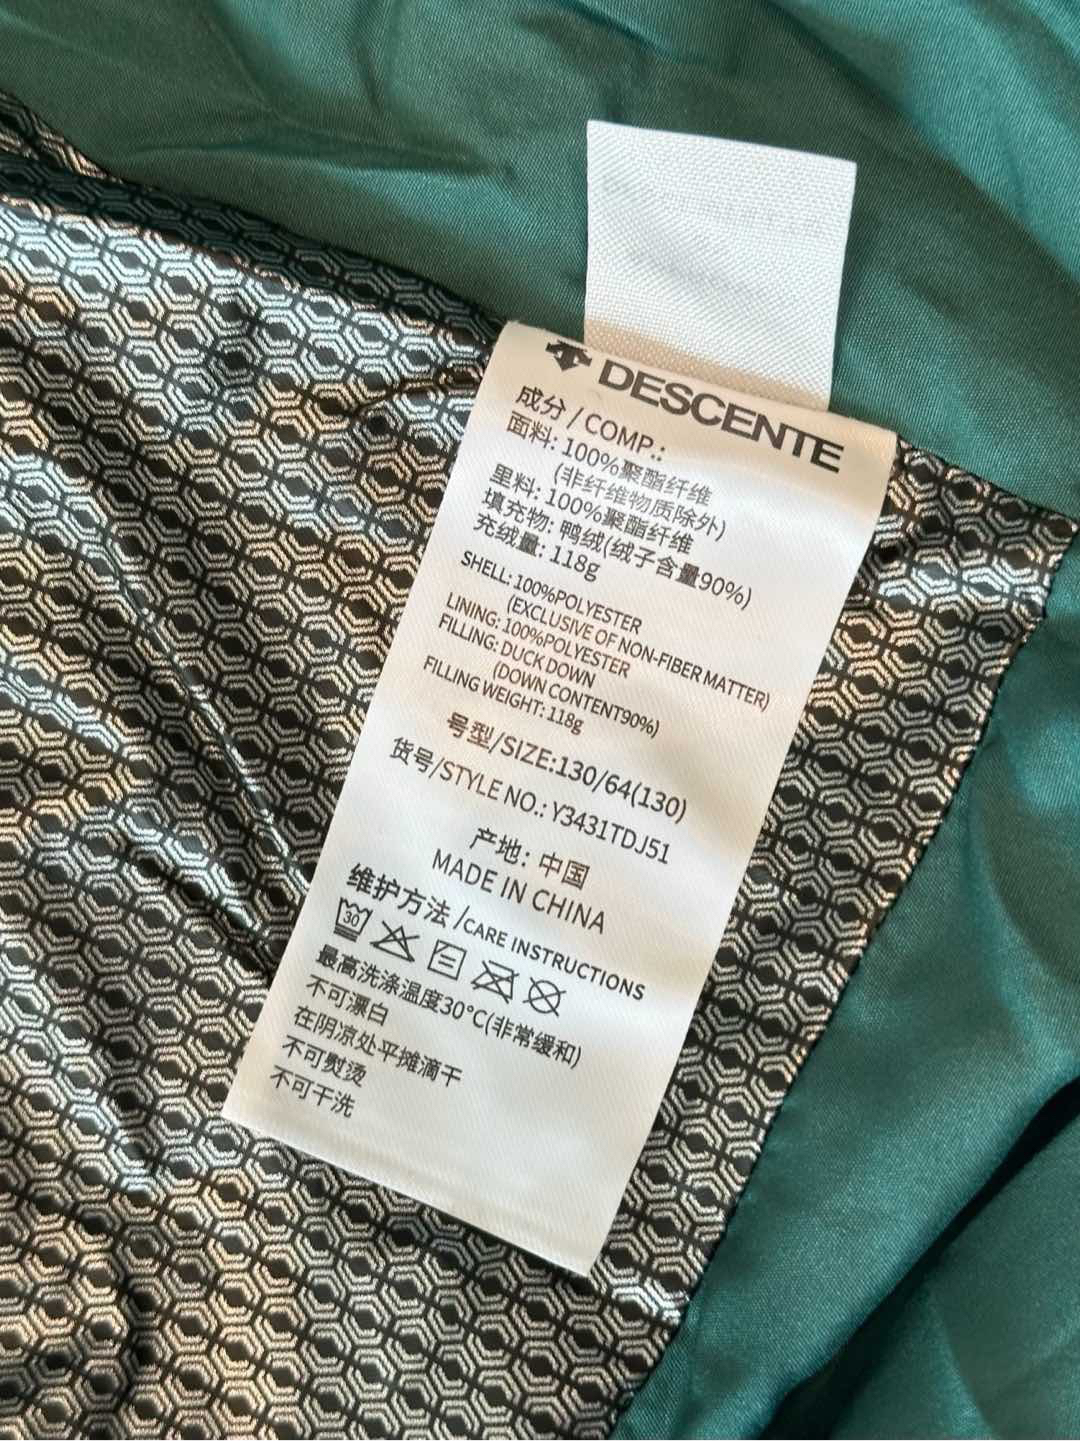 DESCENTE
成分 / COMP.:
面料: 100%聚酯纤维
(非纤维物质除外)
里料: 100%聚酯纤维
填充物: 鸭绒(绒子含量90%)
充绒量: 118g
SHELL: 100%POLYESTER
(EXCLUSIVE OF NON-FIBER MATTER)
LINING: 100%POLYESTER
FILLING: DUCK DOWN
(DOWN CONTENT90%)
FILLING WEIGHT: 118g
号型/SIZE:130/64(130)
货号/STYLE NO.: Y3431TDJ51
产地: 中国
MADE IN CHINA
维护方法 /CARE INSTRUCTIONS
30
最高洗涤温度30°C(非常缓和)
不可漂白
在阴凉处平摊滴干
不可熨烫
不可干洗